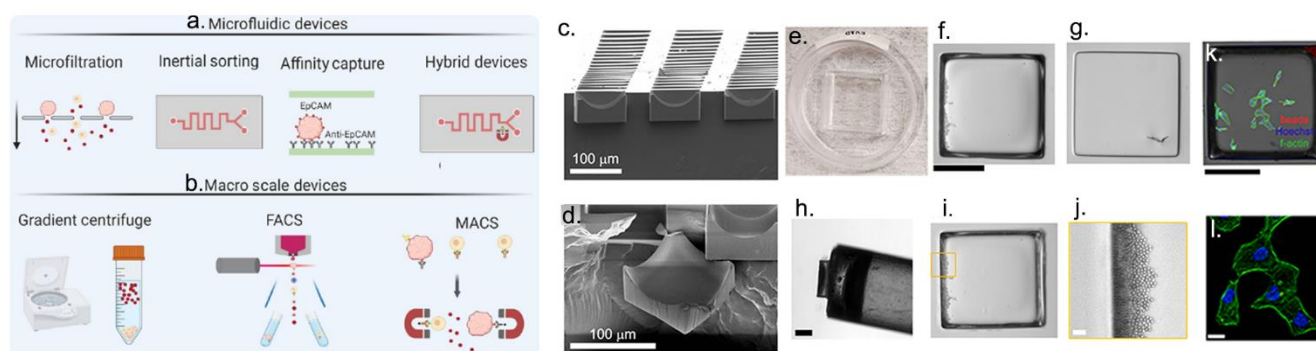 a.
Microfluidic devices
Microfiltration
Inertial sorting
Affinity capture
Hybrid devices
EpCAM
Anti-EpCAM
b.
Macro scale devices
Gradient centrifuge
FACS
MACS
c.
100 μm
d.
100 μm
e.
f.
g.
h.
i.
j.
k.
beads
Hoechst
f-actin
l.